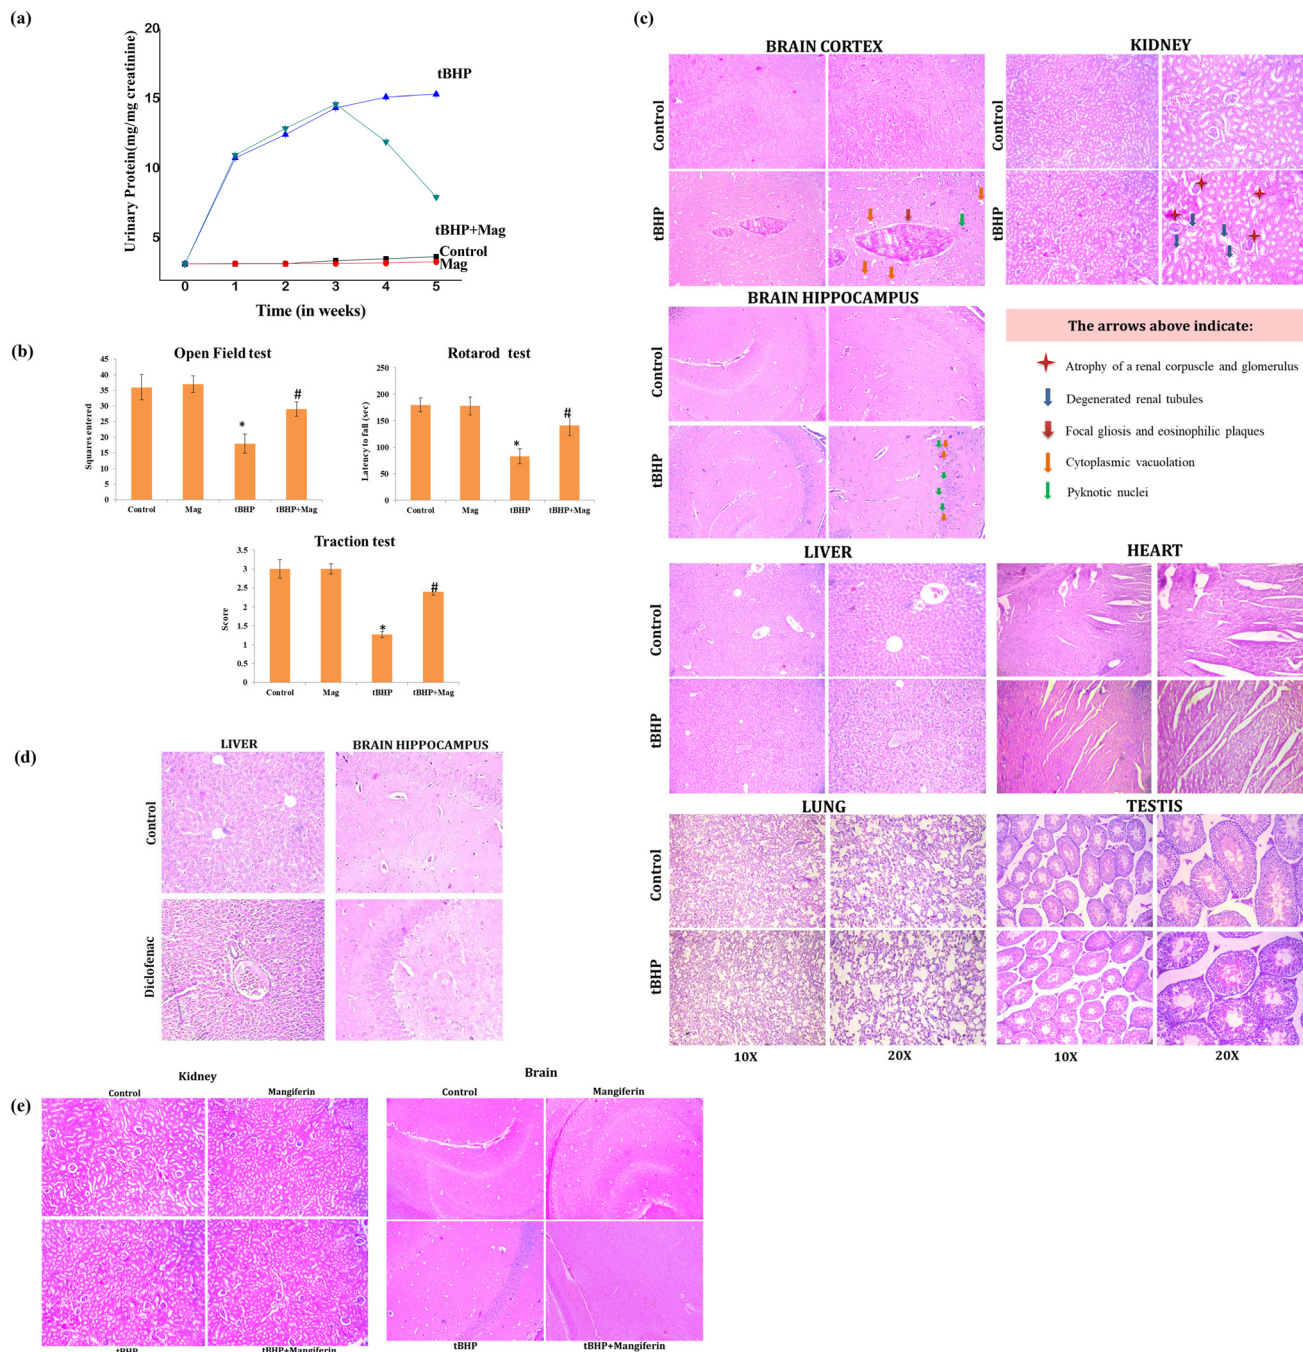 (a)
20
15
10
5
Urinary Protein(mg/mg creatinine)
tBHP
tBHP+Mag
Control
Mag
0 1 2 3 4 5
Time (in weeks)
(b)
Open Field test
45
40
35
30
25
20
15
10
5
0
Squares entered
*
#
Control Mag tBHP tBHP+Mag
Rotarod test
250
200
150
100
50
0
Latency to fall (sec)
*
#
Control Mag tBHP tBHP+Mag
Traction test
3.5
3
2.5
2
1.5
1
0.5
0
Score
*
#
Control Mag tBHP tBHP+Mag
(c)
BRAIN CORTEX
Control
tBHP
KIDNEY
Control
tBHP
BRAIN HIPPOCAMPUS
Control
tBHP
The arrows above indicate:
Atrophy of a renal corpuscle and glomerulus
Degenerated renal tubules
Focal gliosis and eosinophilic plaques
Cytoplasmic vacuolation
Pyknotic nuclei
LIVER
HEART
Control
tBHP
LUNG
TESTIS
Control
tBHP
10X 20X 10X 20X
(d)
LIVER
BRAIN HIPPOCAMPUS
Control
Diclofenac
(e)
Kidney
Control Mangiferin
tBHP tBHP+Mangiferin
Brain
Control Mangiferin
tBHP tBHP+Mangiferin